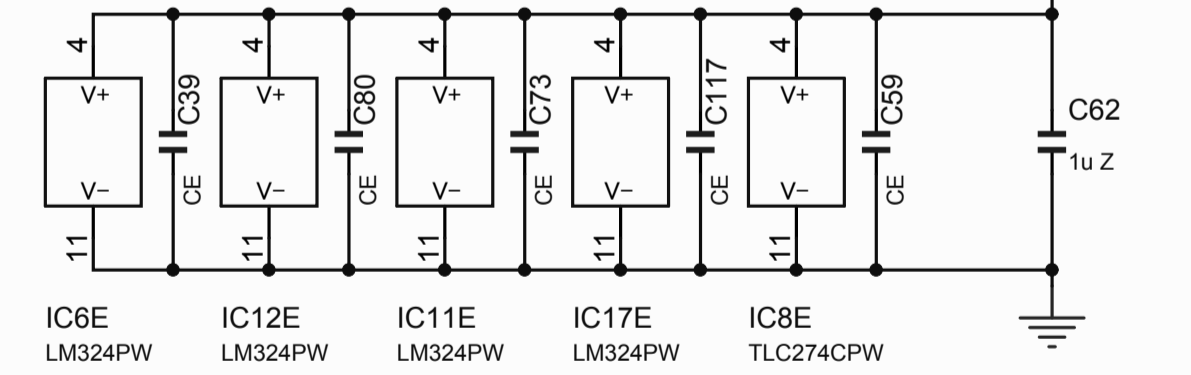 4
V+
V−
11
C39
CE
IC6E
LM324PW
4
V+
V−
11
C80
CE
IC12E
LM324PW
4
V+
V−
11
C73
CE
IC11E
LM324PW
4
V+
V−
11
C117
CE
IC17E
LM324PW
4
V+
V−
11
C59
CE
IC8E
TLC274CPW
C62
1u Z